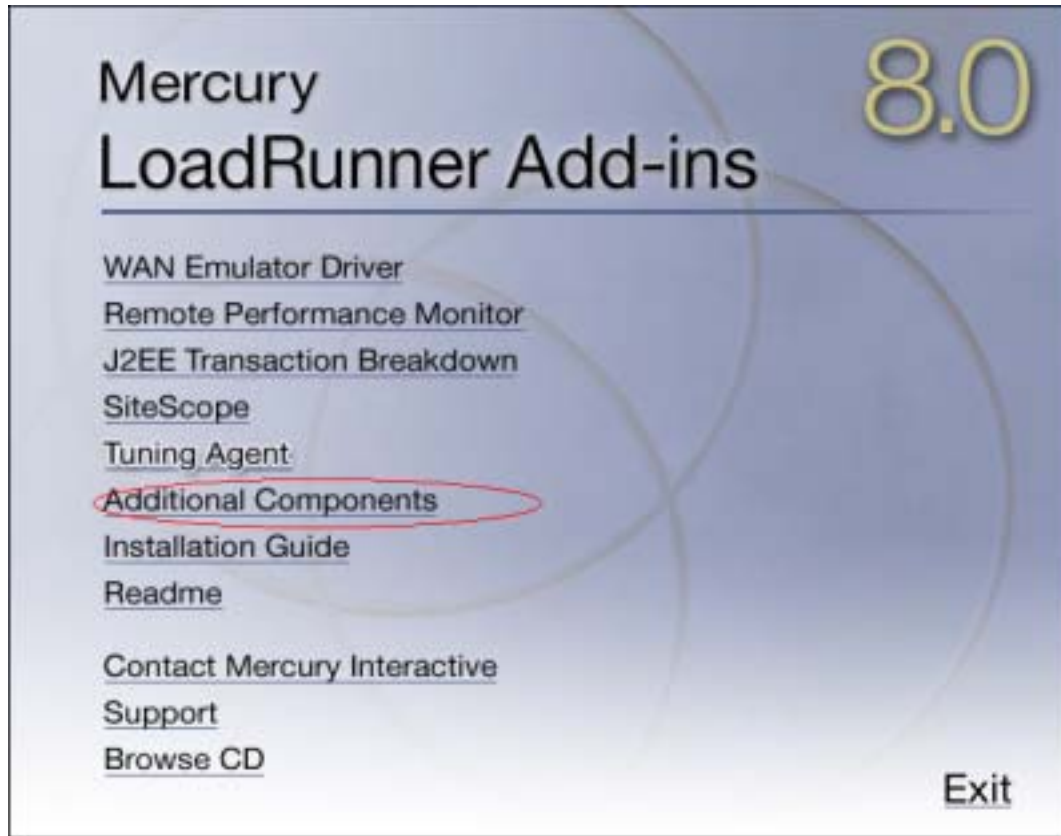 Mercury
8.0
LoadRunner Add-ins
WAN Emulator Driver
Remote Performance Monitor
J2EE Transaction Breakdown
SiteScope
Tuning Agent
Additional Components
Installation Guide
Readme
Contact Mercury Interactive
Support
Browse CD
Exit